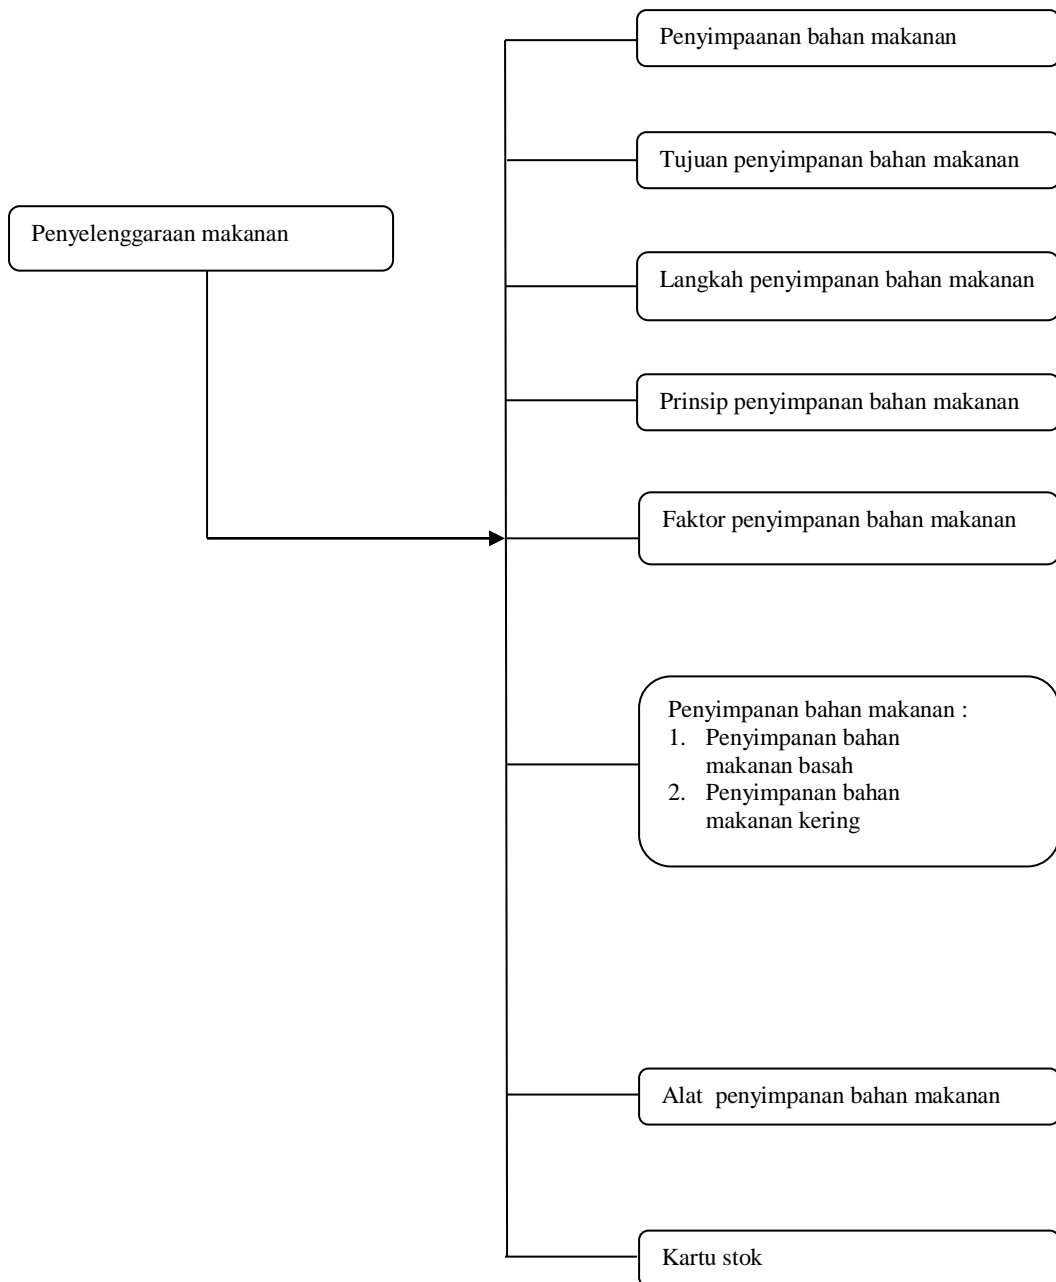 Penyimpaanan bahan makanan
Tujuan penyimpanan bahan makanan
Penyelenggaraan makanan
Langkah penyimpanan bahan makanan
Prinsip penyimpanan bahan makanan
Faktor penyimpanan bahan makanan
Penyimpanan bahan makanan :
1. Penyimpanan bahan
makanan basah
2. Penyimpanan bahan
makanan kering
Alat penyimpanan bahan makanan
Kartu stok